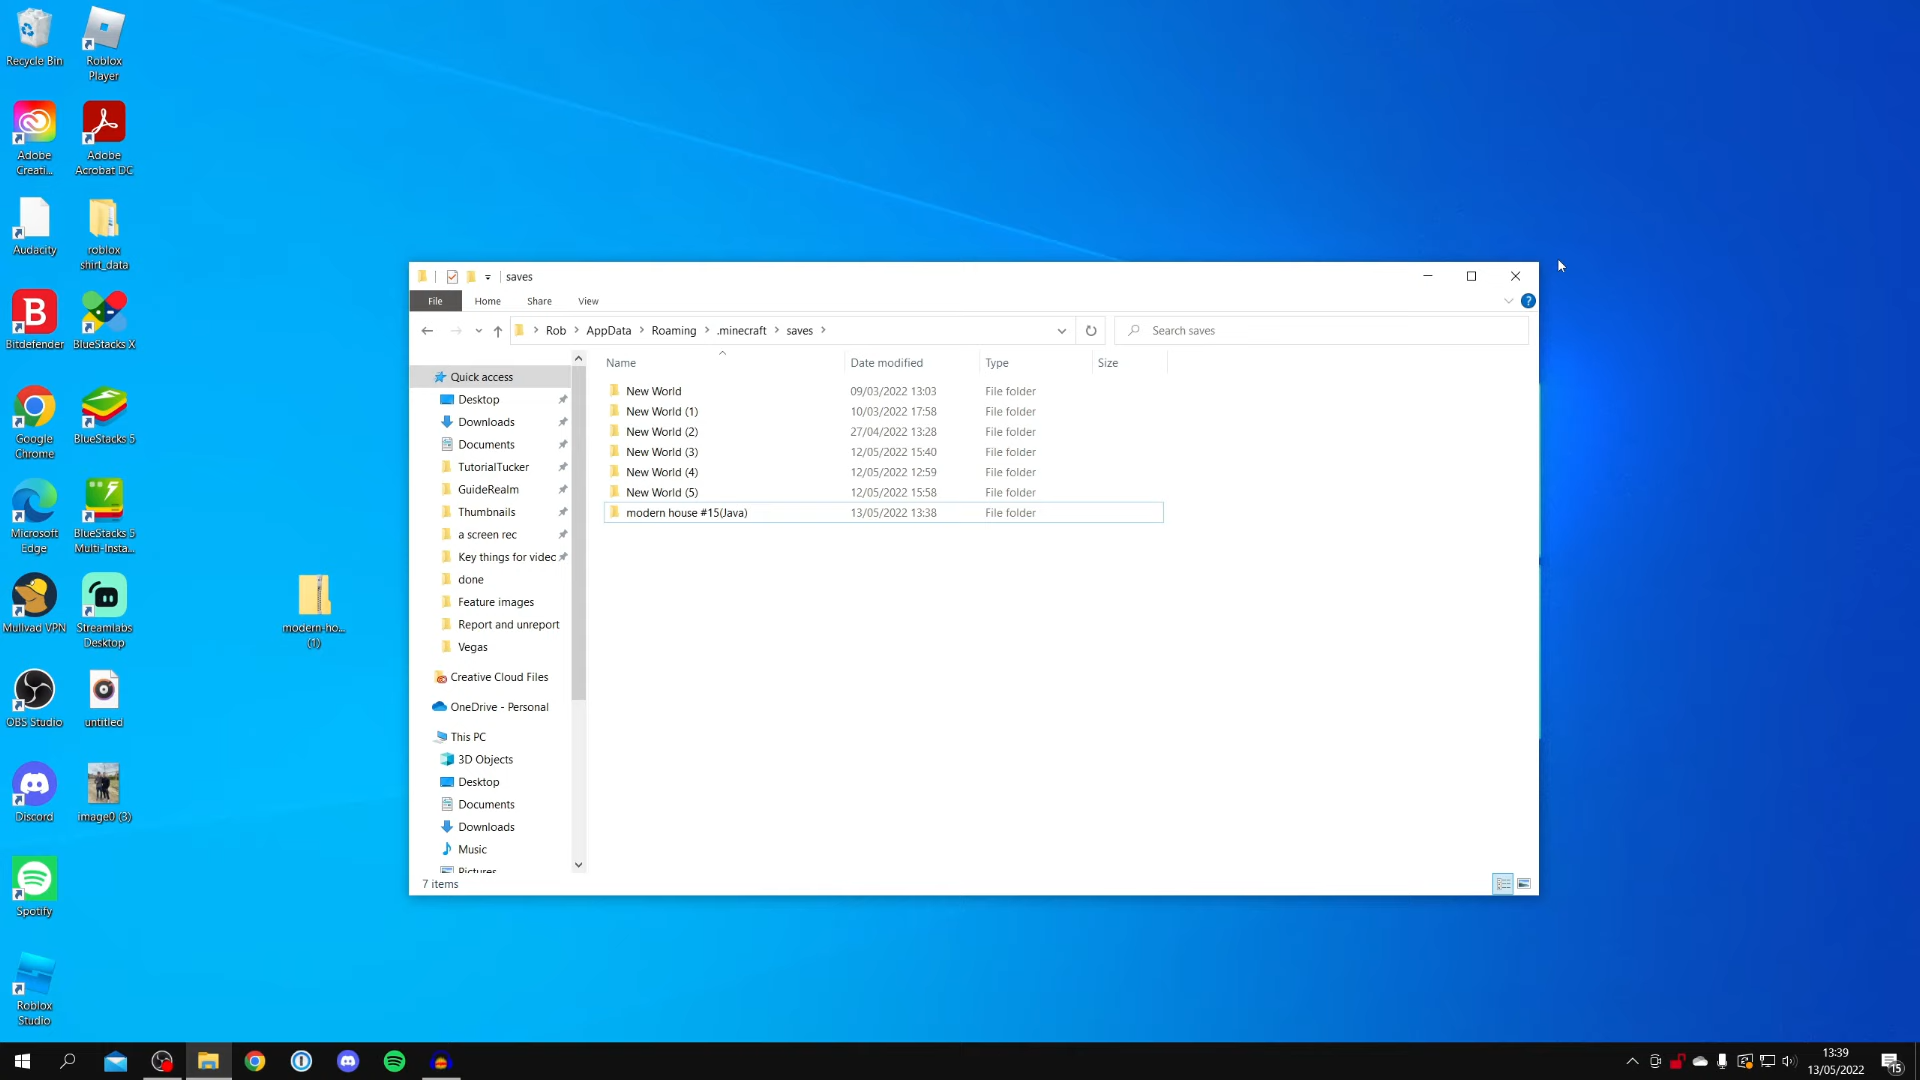 Recycle Bin
Roblox
Player
Adobe
Creati...
Adobe
Acrobat DC
Audacity
roblox
shirt_data
Bitdefender
BlueStacks X
Google
Chrome
BlueStacks 5
Microsoft
Edge
BlueStacks 5
Multi-Insta...
Mullvad VPN
Streamlabs
Desktop
OBS Studio
untitled
Discord
image0 (3)
Spotify
Roblox
Studio
modern-ho...
(1)
saves
File Home Share View
Rob AppData Roaming .minecraft saves
Search saves
Name Date modified Type Size
Quick access
Desktop
Downloads
Documents
TutorialTucker
GuideRealm
Thumbnails
a screen rec
Key things for videc
done
Feature images
Report and unreport
Vegas
Creative Cloud Files
OneDrive - Personal
This PC
3D Objects
Desktop
Documents
Downloads
Music
Pictures
New World 09/03/2022 13:03 File folder
New World (1) 10/03/2022 17:58 File folder
New World (2) 27/04/2022 13:28 File folder
New World (3) 12/05/2022 15:40 File folder
New World (4) 12/05/2022 12:59 File folder
New World (5) 12/05/2022 15:58 File folder
modern house #15(Java) 13/05/2022 13:38 File folder
7 items
13:39
13/05/2022
15